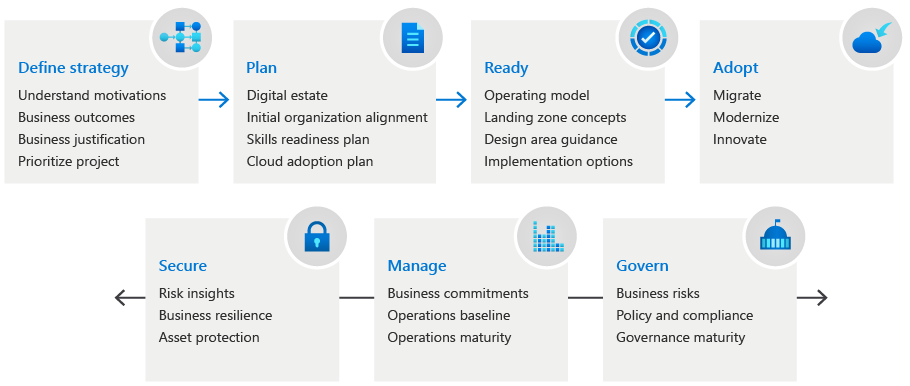 Define strategy
Understand motivations
Business outcomes
Business justification
Prioritize project
Plan
Digital estate
Initial organization alignment
Skills readiness plan
Cloud adoption plan
Ready
Operating model
Landing zone concepts
Design area guidance
Implementation options
Adopt
Migrate
Modernize
Innovate
Secure
Risk insights
Business resilience
Asset protection
Manage
Business commitments
Operations baseline
Operations maturity
Govern
Business risks
Policy and compliance
Governance maturity